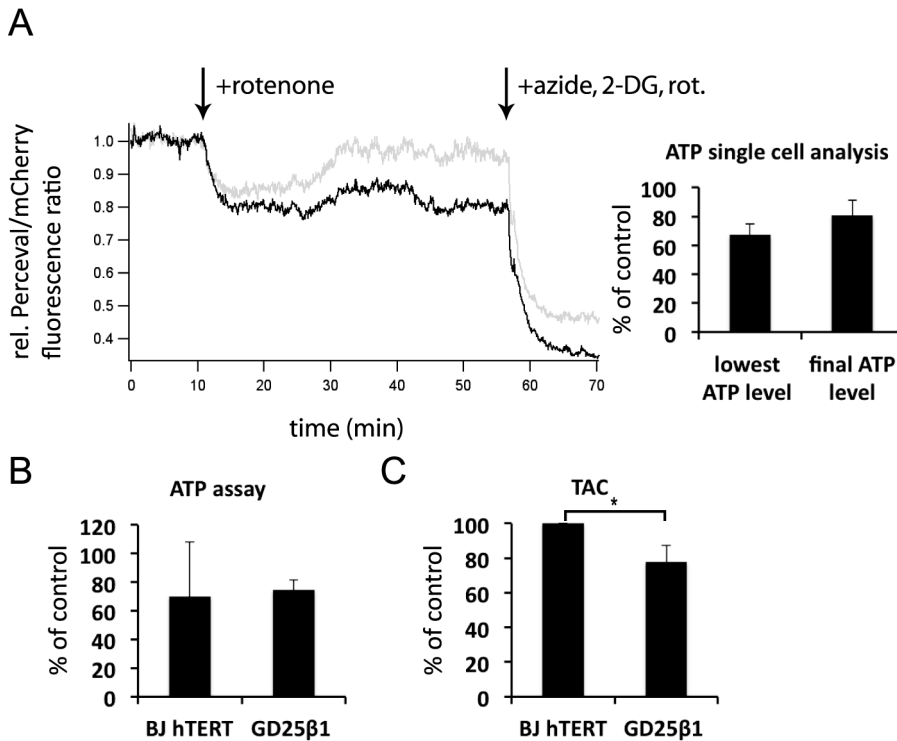 A
+rotenone
+azide, 2-DG, rot.
rel. Perceval/mCherry
fluorescence ratio
1.0
0.9
0.8
0.7
0.6
0.5
0.4
0 10 20 30 40 50 60 70
time (min)
ATP single cell analysis
% of control
100
80
60
40
20
0
lowest ATP level
final ATP level
B
ATP assay
% of control
120
100
80
60
40
20
0
BJ hTERT GD25β1
C
TAC
*
% of control
100
80
60
40
20
0
BJ hTERT GD25β1